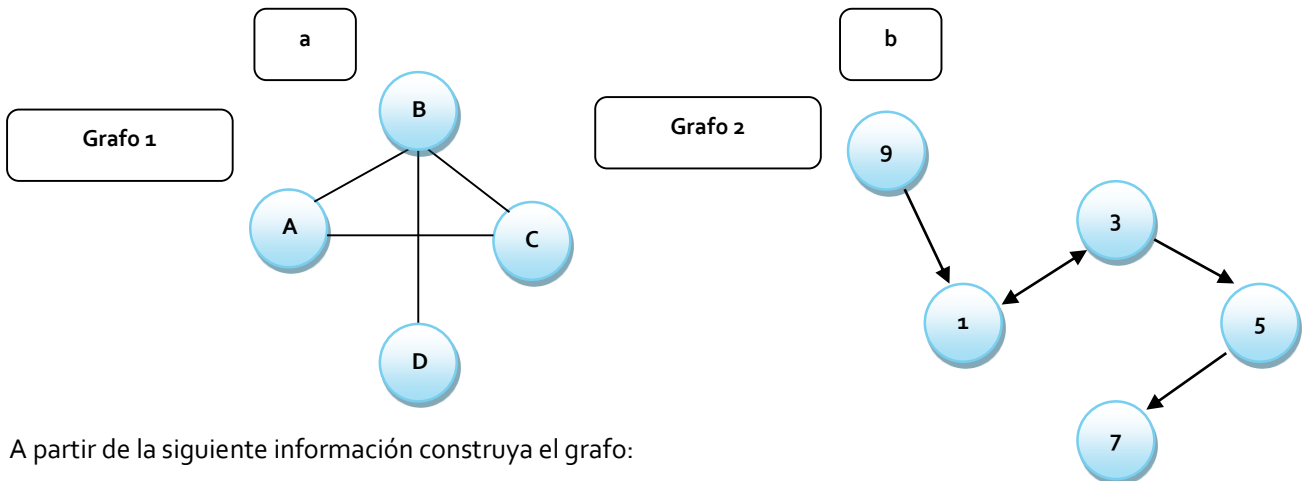 a
b
B
Grafo 1
Grafo 2
9
A
C
3
1
5
D
7
A partir de la siguiente información construya el grafo: